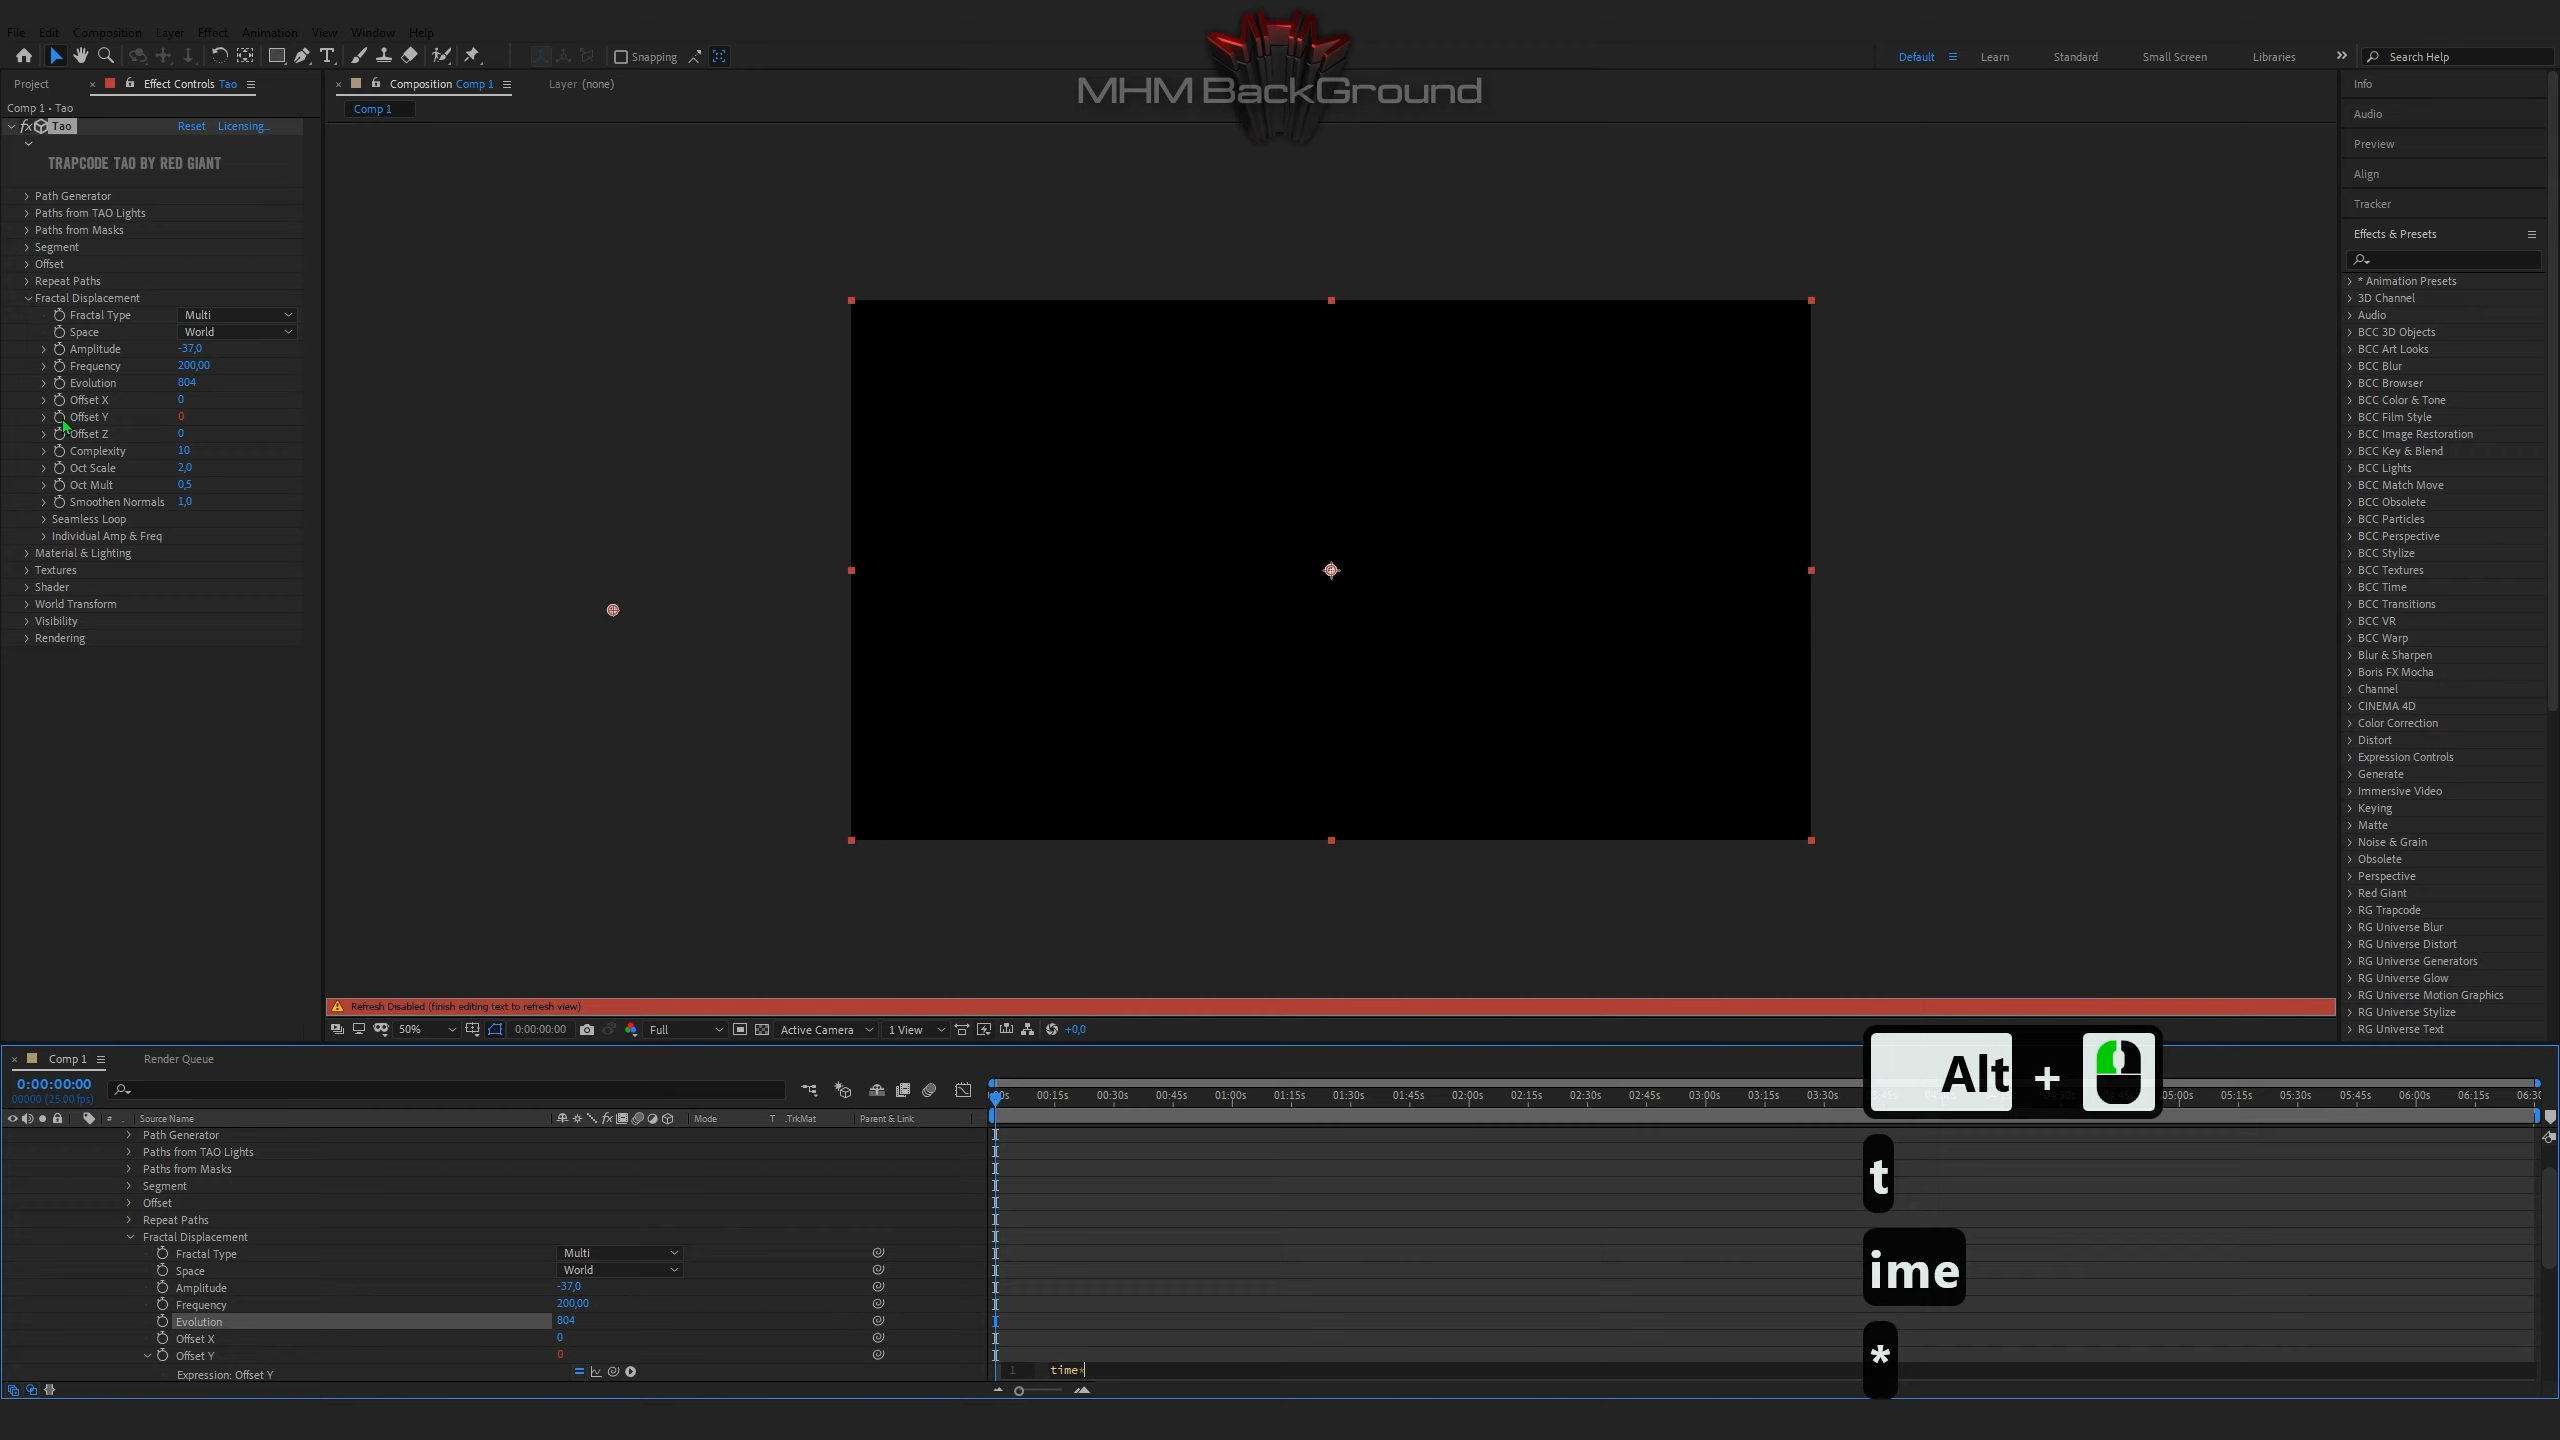 File Edit Composition Layer Effect Animation View Window Help
Snapping
Default Learn Standard Small Screen Libraries Search Help
MHM BackGround
Project Effect Controls Tao
Composition Comp 1 Layer (none)
Comp 1 • Tao
Comp 1
fx Tao Reset Licensing...
TRAPCODE TAO BY RED GIANT
Path Generator
Paths from TAO Lights
Paths from Masks
Segment
Offset
Repeat Paths
Fractal Displacement
Fractal Type Multi
Space World
Amplitude -37,0
Frequency 200,00
Evolution 804
Offset X 0
Offset Y 0
Offset Z 0
Complexity 10
Oct Scale 2,0
Oct Mult 0,5
Smoothen Normals 1,0
Seamless Loop
Individual Amp & Freq
Material & Lighting
Textures
Shader
World Transform
Visibility
Rendering
Info
Audio
Preview
Align
Tracker
Effects & Presets
* Animation Presets
3D Channel
Audio
BCC 3D Objects
BCC Art Looks
BCC Blur
BCC Browser
BCC Color & Tone
BCC Film Style
BCC Image Restoration
BCC Key & Blend
BCC Lights
BCC Match Move
BCC Obsolete
BCC Particles
BCC Perspective
BCC Stylize
BCC Textures
BCC Time
BCC Transitions
BCC VR
BCC Warp
Blur & Sharpen
Boris FX Mocha
Channel
CINEMA 4D
Color Correction
Distort
Expression Controls
Generate
Immersive Video
Keying
Matte
Noise & Grain
Obsolete
Perspective
Red Giant
RG Trapcode
RG Universe Blur
RG Universe Distort
RG Universe Generators
RG Universe Glow
RG Universe Motion Graphics
RG Universe Stylize
RG Universe Text
Refresh Disabled (finish editing text to refresh view)
50% 0:00:00:00 Full Active Camera 1 View +0,0
Comp 1 Render Queue
0:00:00:00
00000 (25.00 fps)
00:15s 00:30s 00:45s 01:00s 01:15s 01:30s 01:45s 02:00s 02:15s 02:30s 02:45s 03:00s 03:15s 03:30s 05:00s 05:15s 05:30s 05:45s 06:00s 06:15s 06:30
# Source Name fx Mode T .TrkMat Parent & Link
Path Generator
Paths from TAO Lights
Paths from Masks
Segment
Offset
Repeat Paths
Fractal Displacement
Fractal Type Multi
Space World
Amplitude -37,0
Frequency 200,00
Evolution 804
Offset X 0
Offset Y 0
Expression: Offset Y
1 time*
Alt +
t
ime
*